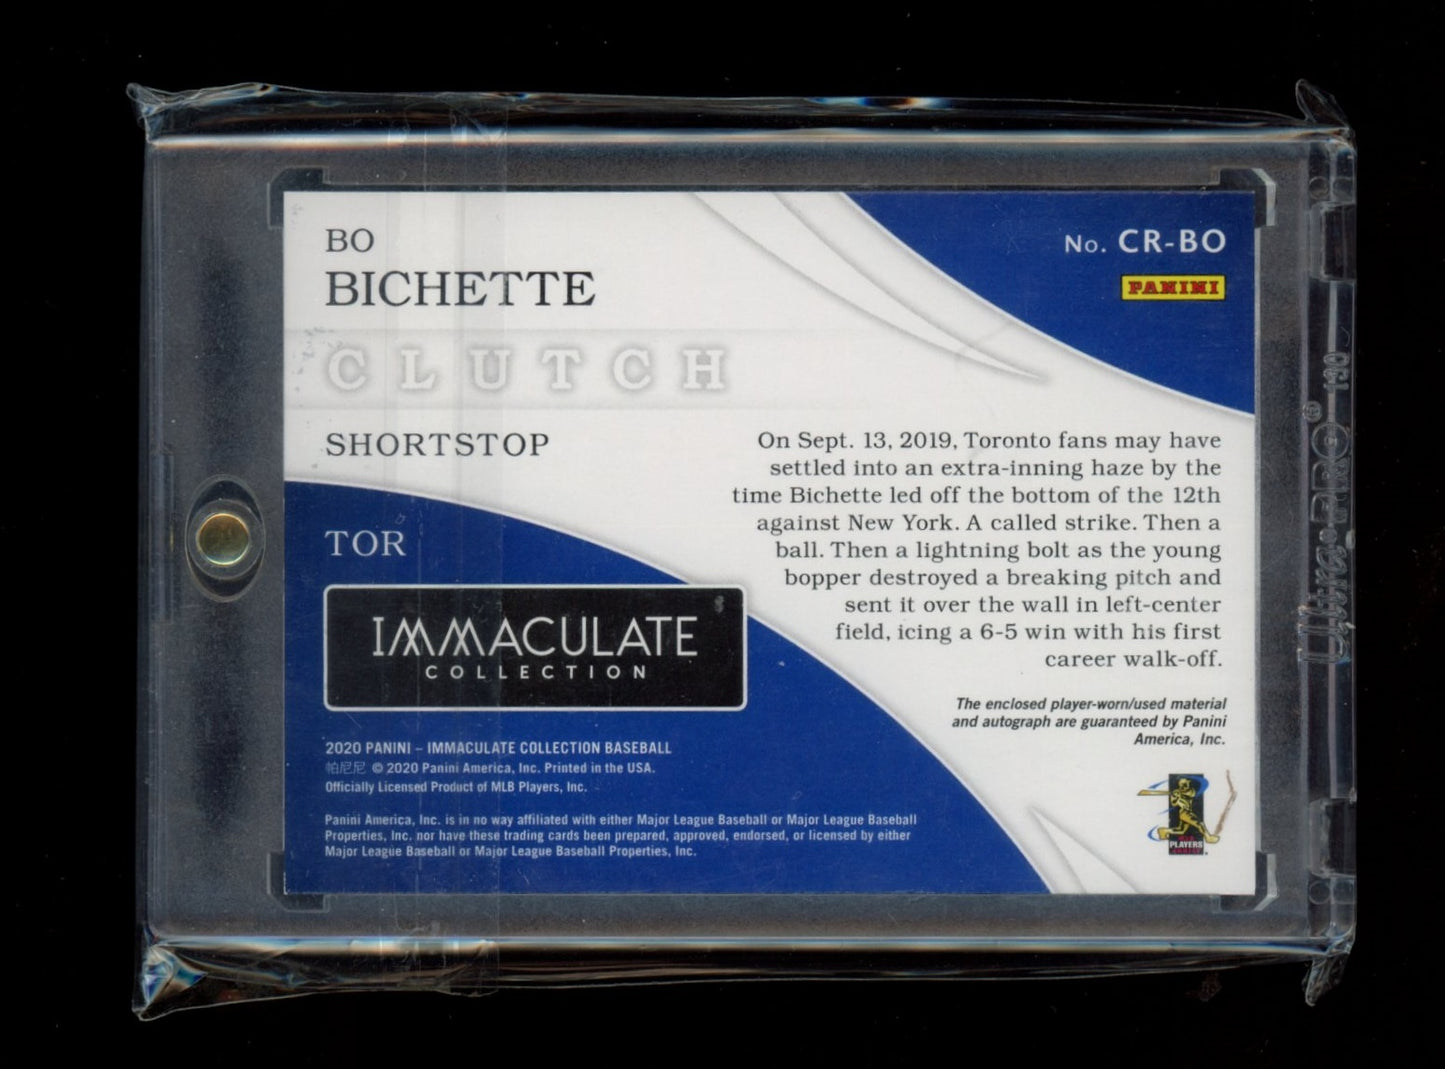 BO
BICHETTE
CLUTCH
SHORTSTOP
TOR
IMMACULATE
COLLECTION
2020 PANINI – IMMACULATE COLLECTION BASEBALL
帕尼尼 © 2020 Panini America, Inc. Printed in the USA.
Officially Licensed Product of MLB Players, Inc.
Panini America, Inc. is in no way affiliated with either Major League Baseball or Major League Baseball
Properties, Inc. nor have these trading cards been prepared, approved, endorsed, or licensed by either
Major League Baseball or Major League Baseball Properties, Inc.
No. CR-BO
PANINI
On Sept. 13, 2019, Toronto fans may have
settled into an extra-inning haze by the
time Bichette led off the bottom of the 12th
against New York. A called strike. Then a
ball. Then a lightning bolt as the young
bopper destroyed a breaking pitch and
sent it over the wall in left-center
field, icing a 6-5 win with his first
career walk-off.
The enclosed player-worn/used material
and autograph are guaranteed by Panini
America, Inc.
PLAYERS
Ultra•PRO® 130